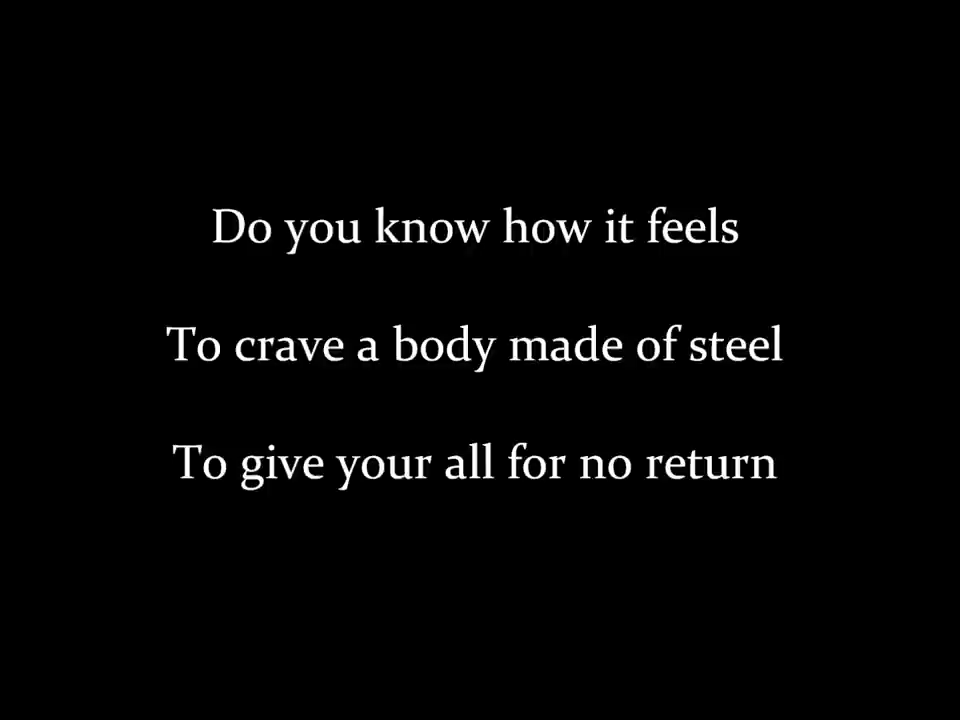 Do you know how it feels
To crave a body made of steel
To give your all for no return